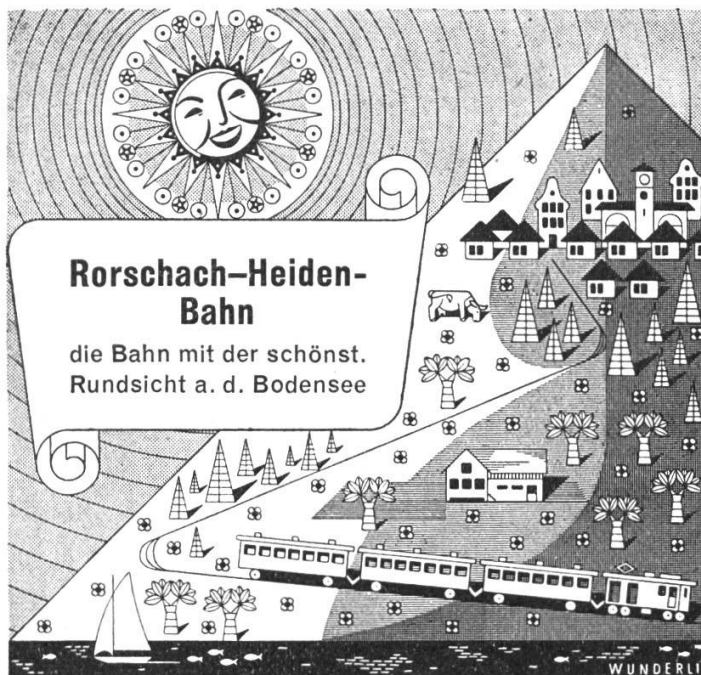 Rorschach–Heiden-
Bahn
die Bahn mit der schönst.
Rundsicht a. d. Bodensee
WUNDERLI